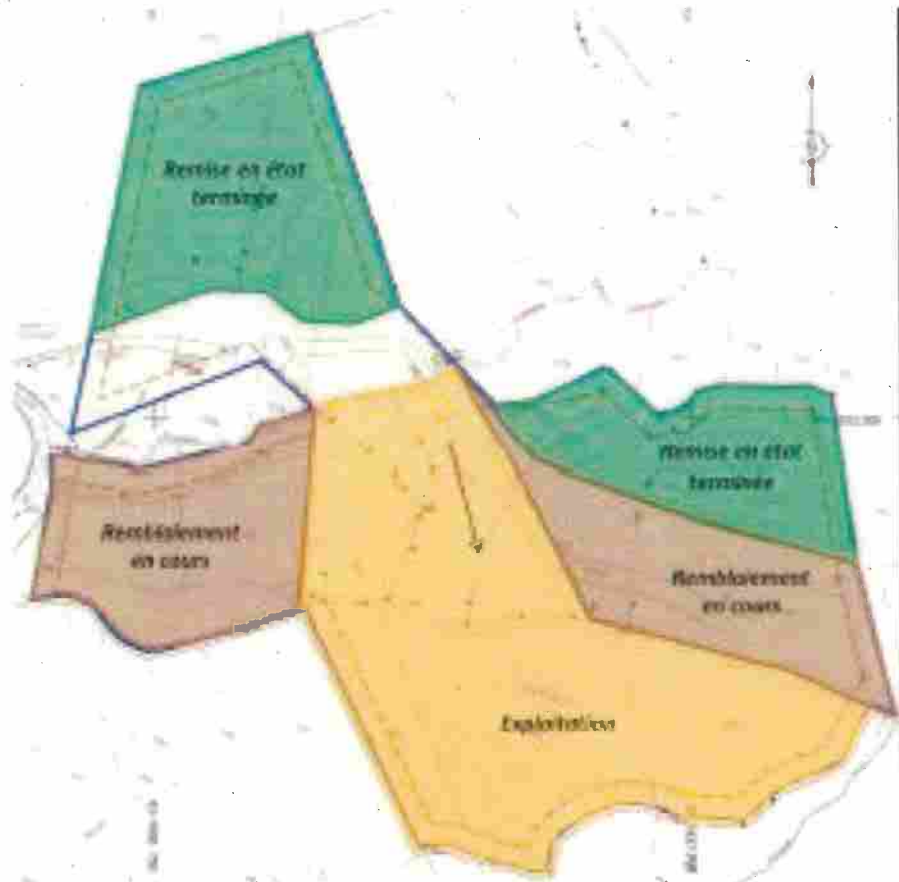 Remise en état
terminée
Remise en état
terminée
Remblaiement
en cours
Remblaiement
en cours
Exploitation